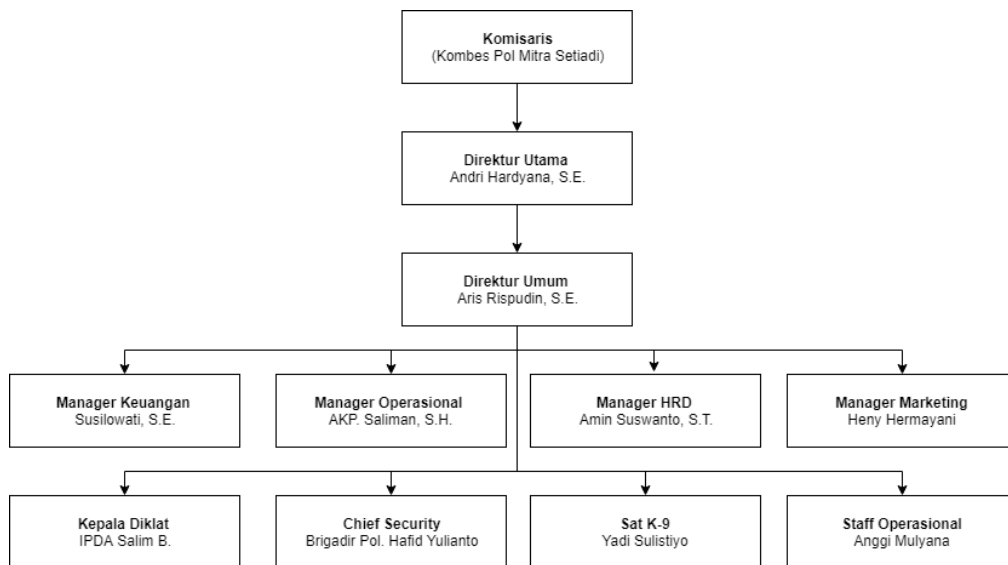 Komisaris
(Kombes Pol Mitra Setiadi)
Direktur Utama
Andri Hardyana, S.E.
Direktur Umum
Aris Rispudin, S.E.
Manager Keuangan
Susilowati, S.E.
Manager Operasional
AKP. Saliman, S.H.
Manager HRD
Amin Suswanto, S.T.
Manager Marketing
Heny Hermayani
Kepala Diklat
IPDA Salim B.
Chief Security
Brigadir Pol. Hafid Yulianto
Sat K-9
Yadi Sulistiyo
Staff Operasional
Anggi Mulyana